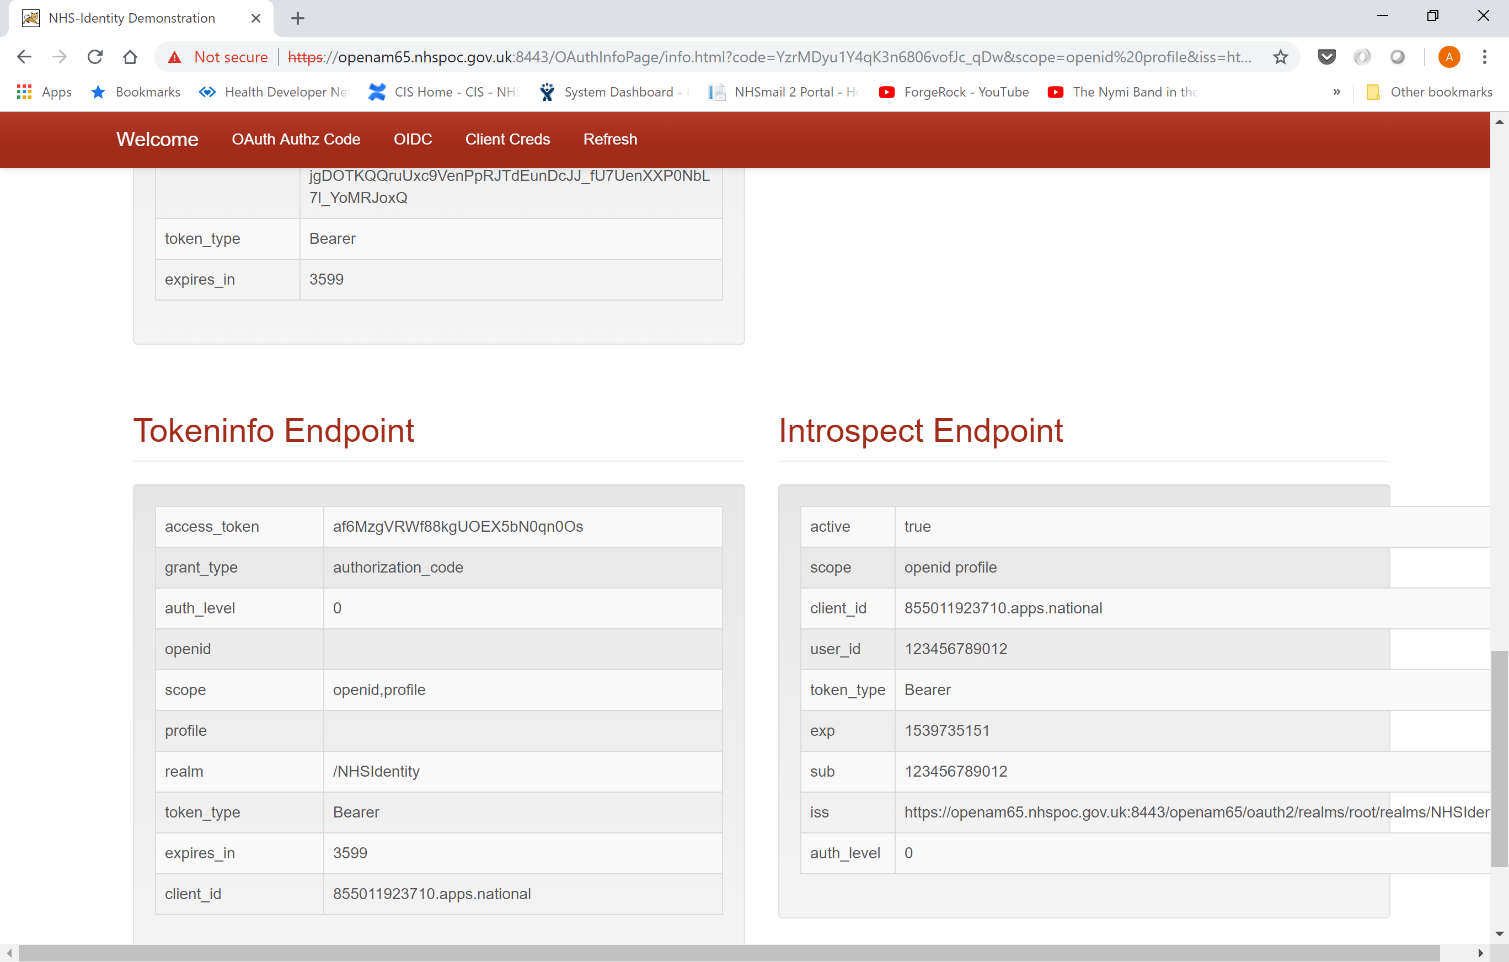 NHS-Identity Demonstration
Not secure https://openam65.nhspoc.gov.uk:8443/OAuthInfoPage/info.html?code=YzrMDyu1Y4qK3n6806vofJc_qDw&scope=openid%20profile&iss=ht...
A
Apps Bookmarks Health Developer Ne CIS Home - CIS - NHS System Dashboard - NHSmail 2 Portal - Ho ForgeRock - YouTube The Nymi Band in the » Other bookmarks
Welcome OAuth Authz Code OIDC Client Creds Refresh
jgDOTKQQruUxc9VenPpRJTdEunDcJJ_fU7UenXXP0NbL
7l_YoMRJoxQ
token_type Bearer
expires_in 3599
Tokeninfo Endpoint
access_token af6MzgVRWf88kgUOEX5bN0qn0Os
grant_type authorization_code
auth_level 0
openid
scope openid,profile
profile
realm /NHSIdentity
token_type Bearer
expires_in 3599
client_id 855011923710.apps.national
Introspect Endpoint
active true
scope openid profile
client_id 855011923710.apps.national
user_id 123456789012
token_type Bearer
exp 1539735151
sub 123456789012
iss https://openam65.nhspoc.gov.uk:8443/openam65/oauth2/realms/root/realms/NHSIder
auth_level 0